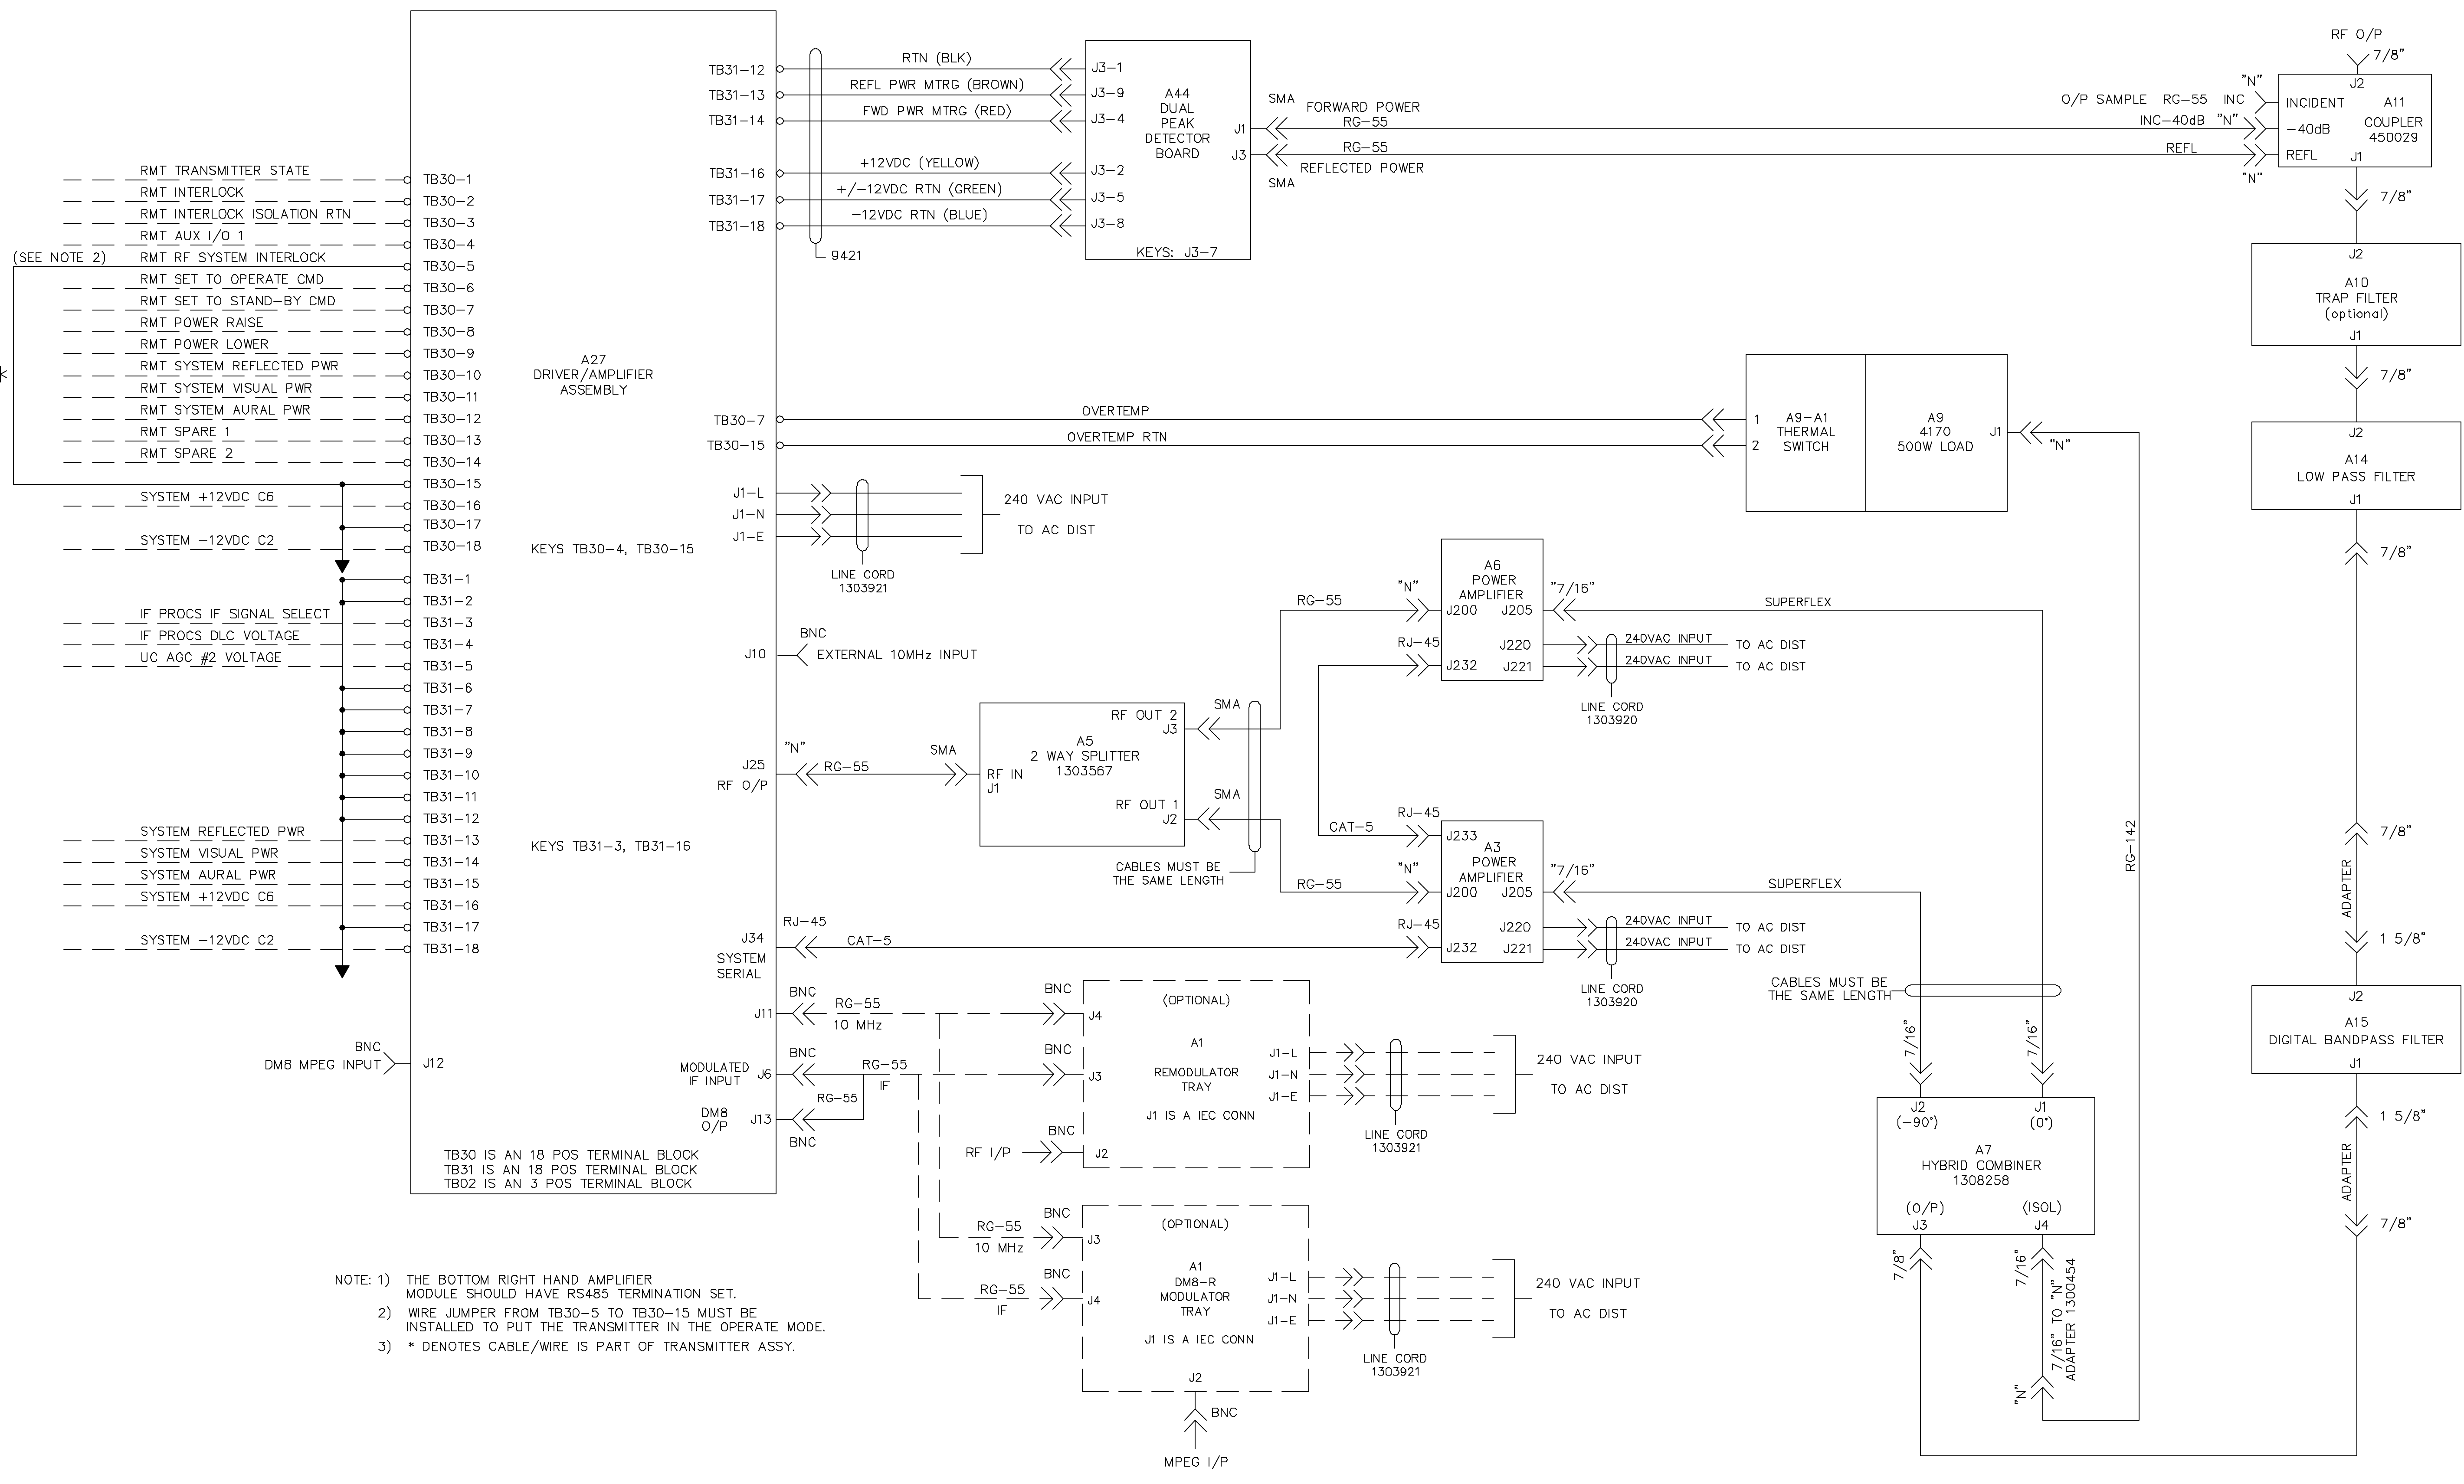 RF O/P
7/8"
J2
"N"
O/P SAMPLE RG-55 INC
INCIDENT
A11
COUPLER
450029
INC-40dB "N"
-40dB
REFL
REFL
J1
"N"
7/8"
TB31-12
RTN (BLK)
J3-1
TB31-13
REFL PWR MTRG (BROWN)
J3-9
TB31-14
FWD PWR MTRG (RED)
J3-4
TB31-16
+12VDC (YELLOW)
J3-2
TB31-17
+/-12VDC RTN (GREEN)
J3-5
TB31-18
-12VDC RTN (BLUE)
J3-8
9421
A44
DUAL
PEAK
DETECTOR
BOARD
KEYS: J3-7
J1
J3
SMA
FORWARD POWER
RG-55
RG-55
REFLECTED POWER
SMA
RMT TRANSMITTER STATE
TB30-1
RMT INTERLOCK
TB30-2
RMT INTERLOCK ISOLATION RTN
TB30-3
RMT AUX I/O 1
TB30-4
(SEE NOTE 2)
RMT RF SYSTEM INTERLOCK
TB30-5
RMT SET TO OPERATE CMD
TB30-6
RMT SET TO STAND-BY CMD
TB30-7
RMT POWER RAISE
TB30-8
RMT POWER LOWER
TB30-9
*
RMT SYSTEM REFLECTED PWR
TB30-10
RMT SYSTEM VISUAL PWR
TB30-11
RMT SYSTEM AURAL PWR
TB30-12
RMT SPARE 1
TB30-13
RMT SPARE 2
TB30-14
TB30-15
SYSTEM +12VDC C6
TB30-16
TB30-17
SYSTEM -12VDC C2
TB30-18
TB31-1
TB31-2
IF PROCS IF SIGNAL SELECT
TB31-3
IF PROCS DLC VOLTAGE
TB31-4
UC AGC #2 VOLTAGE
TB31-5
TB31-6
TB31-7
TB31-8
TB31-9
TB31-10
TB31-11
TB31-12
SYSTEM REFLECTED PWR
TB31-13
SYSTEM VISUAL PWR
TB31-14
SYSTEM AURAL PWR
TB31-15
SYSTEM +12VDC C6
TB31-16
TB31-17
SYSTEM -12VDC C2
TB31-18
BNC
DM8 MPEG INPUT
J12
A27
DRIVER/AMPLIFIER
ASSEMBLY
KEYS TB30-4, TB30-15
KEYS TB31-3, TB31-16
TB30 IS AN 18 POS TERMINAL BLOCK
TB31 IS AN 18 POS TERMINAL BLOCK
TB02 IS AN 3 POS TERMINAL BLOCK
TB30-7
OVERTEMP
1
TB30-15
OVERTEMP RTN
2
A9-A1
THERMAL
SWITCH
A9
4170
500W LOAD
J1
"N"
J1-L
J1-N
J1-E
240 VAC INPUT
TO AC DIST
LINE CORD
1303921
J10
BNC
EXTERNAL 10MHz INPUT
J25
RF O/P
"N"
RG-55
SMA
RF IN
J1
A5
2 WAY SPLITTER
1303567
RF OUT 2
J3
SMA
RF OUT 1
J2
SMA
CABLES MUST BE
THE SAME LENGTH
RG-55
"N"
A6
POWER
AMPLIFIER
J200
J205
"7/16"
SUPERFLEX
RJ-45
J232
J220
J221
240VAC INPUT
TO AC DIST
240VAC INPUT
TO AC DIST
LINE CORD
1303920
RJ-45
CAT-5
J233
A3
POWER
AMPLIFIER
RG-55
"N"
J200
J205
"7/16"
SUPERFLEX
RJ-45
J232
J220
J221
240VAC INPUT
TO AC DIST
240VAC INPUT
TO AC DIST
LINE CORD
1303920
J34
SYSTEM
SERIAL
RJ-45
CAT-5
J11
BNC
RG-55
10 MHz
BNC
J4
MODULATED
IF INPUT
J6
BNC
RG-55
IF
BNC
J3
DM8
O/P
J13
RG-55
BNC
(OPTIONAL)
A1
REMODULATOR
TRAY
J1 IS A IEC CONN
RF I/P
BNC
J2
J1-L
J1-N
J1-E
240 VAC INPUT
TO AC DIST
LINE CORD
1303921
RG-55
10 MHz
BNC
J3
RG-55
IF
BNC
J4
(OPTIONAL)
A1
DM8-R
MODULATOR
TRAY
J1 IS A IEC CONN
J2
BNC
MPEG I/P
J1-L
J1-N
J1-E
240 VAC INPUT
TO AC DIST
LINE CORD
1303921
CABLES MUST BE
THE SAME LENGTH
7/16"
7/16"
J2
(-90°)
J1
(0°)
A7
HYBRID COMBINER
1308258
(O/P)
J3
(ISOL)
J4
7/8"
7/16"
7/16" TO "N"
ADAPTER 1300454
"N"
RG-142
J2
A10
TRAP FILTER
(optional)
J1
7/8"
J2
A14
LOW PASS FILTER
J1
7/8"
7/8"
ADAPTER
1 5/8"
J2
A15
DIGITAL BANDPASS FILTER
J1
1 5/8"
ADAPTER
7/8"
NOTE: 1) THE BOTTOM RIGHT HAND AMPLIFIER
MODULE SHOULD HAVE RS485 TERMINATION SET.
2) WIRE JUMPER FROM TB30-5 TO TB30-15 MUST BE
INSTALLED TO PUT THE TRANSMITTER IN THE OPERATE MODE.
3) * DENOTES CABLE/WIRE IS PART OF TRANSMITTER ASSY.